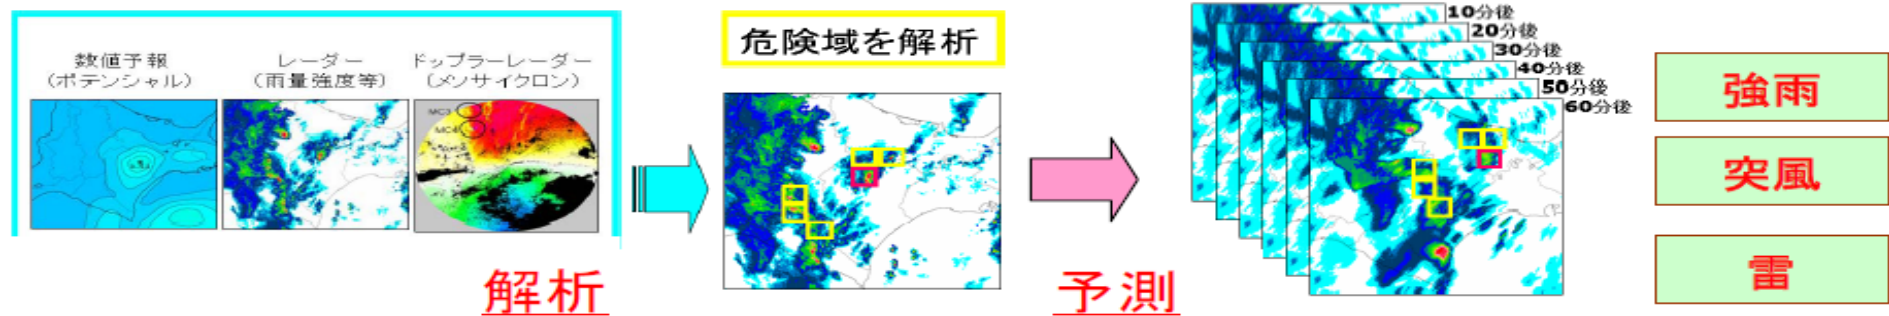 数値予報
(ポテンシャル)
レーダー
(雨量強度等)
ドップラーレーダー
(メソサイクロン)
MC3
MC4
解析
危険域を解析
予測
10分後
20分後
30分後
40分後
50分後
60分後
強雨
突風
雷